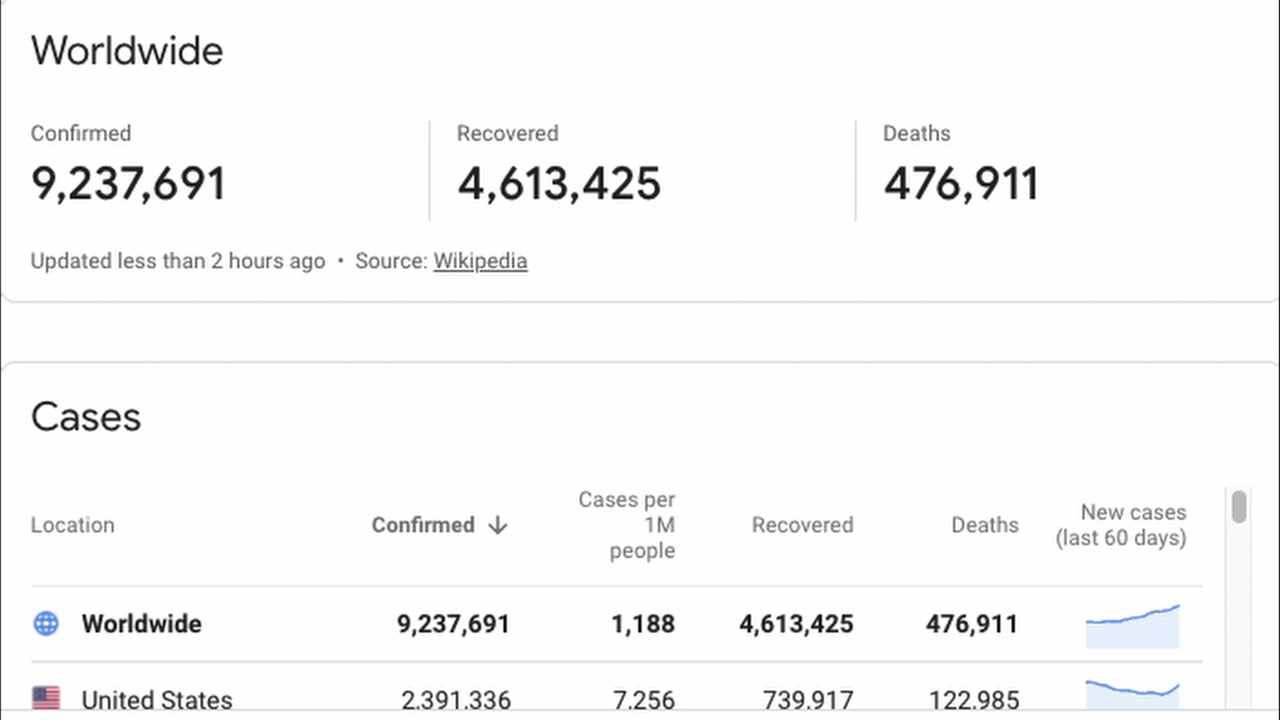 Worldwide
Confirmed Recovered Deaths
9,237,691 4,613,425 476,911
Updated less than 2 hours ago • Source: Wikipedia
Cases
Location Confirmed ↓ Cases per 1M people Recovered Deaths New cases (last 60 days)
Worldwide 9,237,691 1,188 4,613,425 476,911
United States 2,391,336 7,256 739,917 122,985